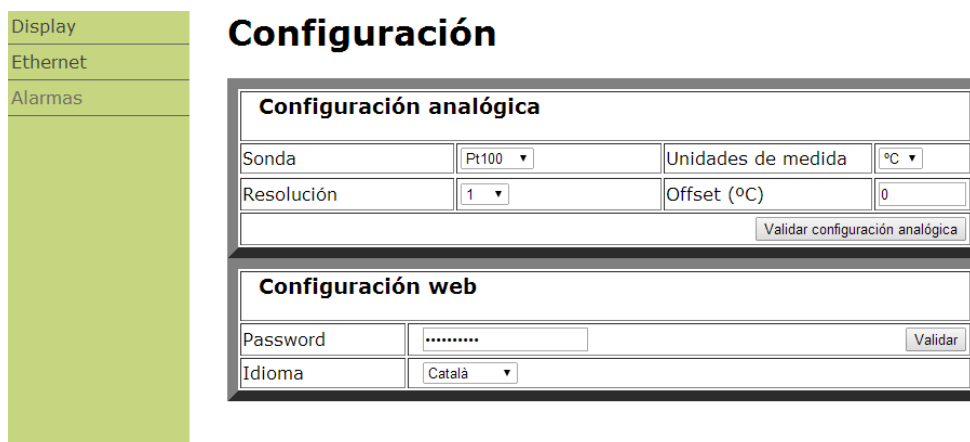 Display
Ethernet
Alarmas
Configuración
Configuración analógica
Sonda Pt100 Unidades de medida ºC
Resolución 1 Offset (ºC) 0
Validar configuración analógica
Configuración web
Password •••••••••• Validar
Idioma Català